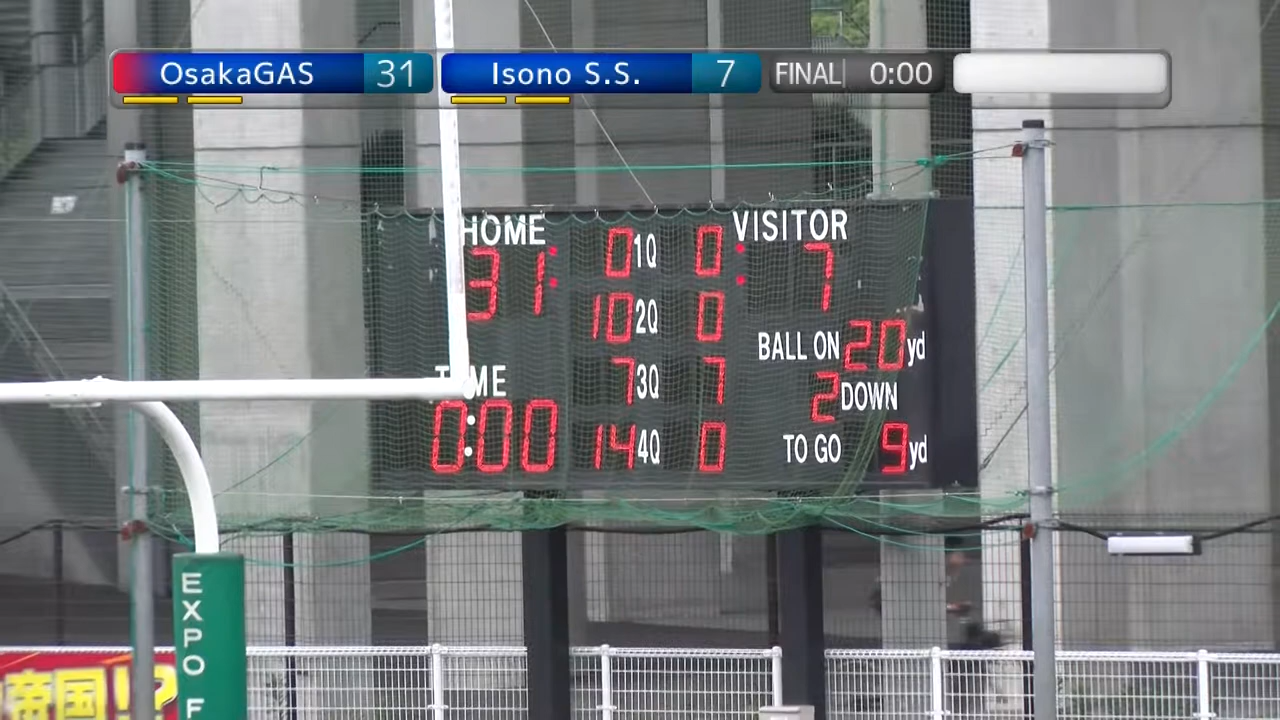 OsakaGAS 31 Isono S.S. 7 FINAL 0:00
HOME 0 1Q 0 VISITOR
31 7
10 2Q 0
BALL ON 20 yd
TIME 7 3Q 7
2 DOWN
0:00 14 4Q 0
TO GO 9 yd
EXPO F
帝国!?